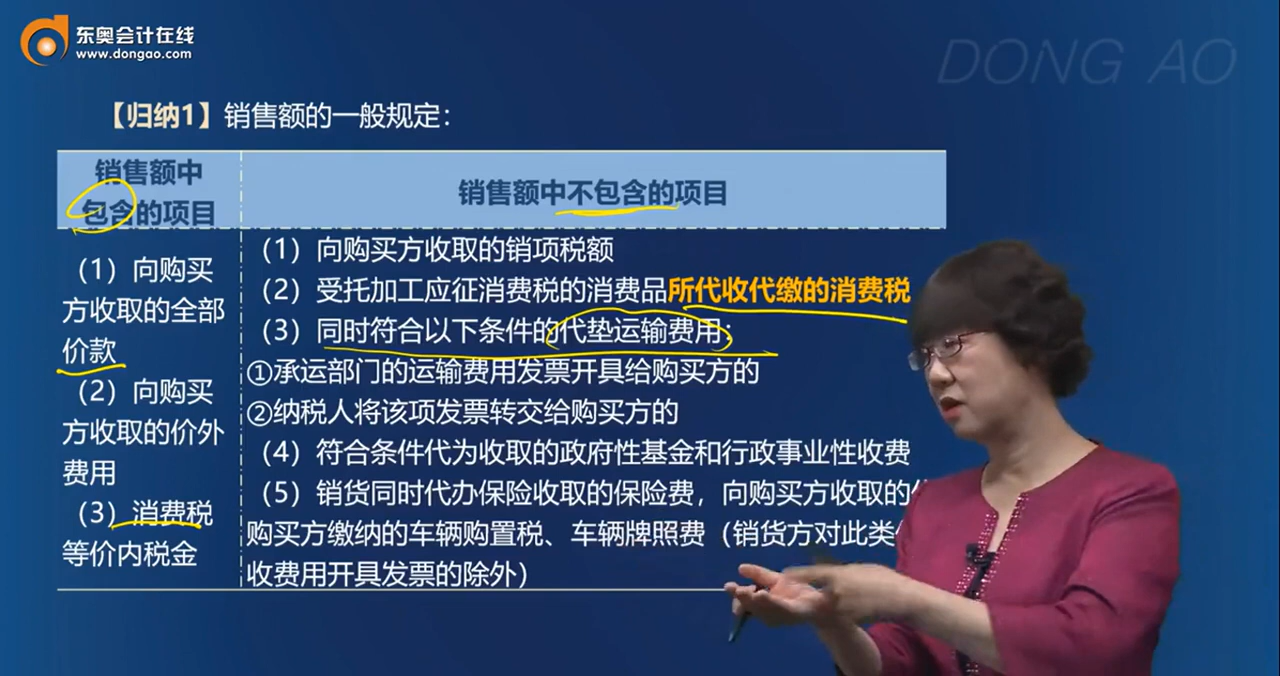 东奥会计在线
www.dongao.com
DONG AO
【归纳1】销售额的一般规定：
销售额中
包含的项目
销售额中不包含的项目
（1）向购买
方收取的全部
价款
（2）向购买
方收取的价外
费用
（3）消费税
等价内税金
（1）向购买方收取的销项税额
（2）受托加工应征消费税的消费品所代收代缴的消费税
（3）同时符合以下条件的代垫运输费用：
①承运部门的运输费用发票开具给购买方的
②纳税人将该项发票转交给购买方的
（4）符合条件代为收取的政府性基金和行政事业性收费
（5）销货同时代办保险收取的保险费，向购买方收取的
购买方缴纳的车辆购置税、车辆牌照费（销货方对此类
收费用开具发票的除外）